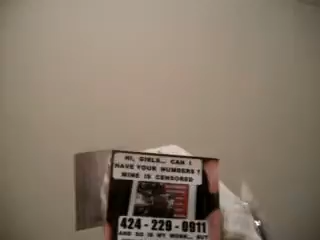 HI, GIRLS... CAN I
HAVE YOUR NUMBERS?
MINE IS CENSORED
424 - 229 - 0911
AND SO IS MY WORK... BUT